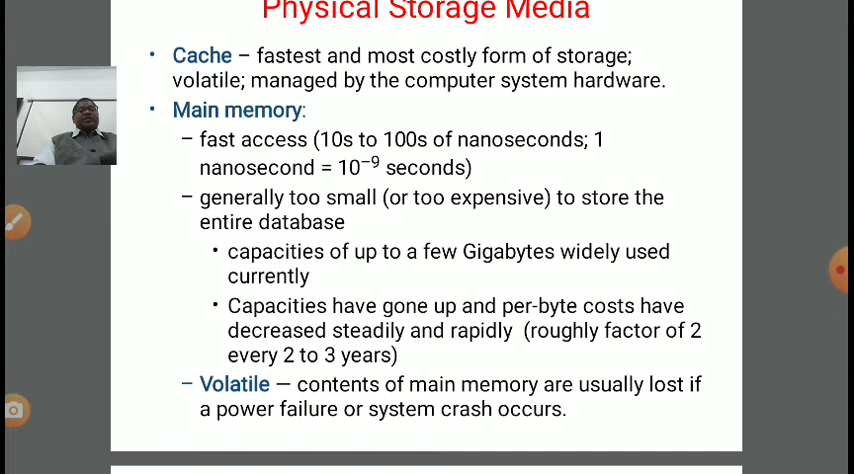 Physical Storage Media
• Cache – fastest and most costly form of storage;
volatile; managed by the computer system hardware.
• Main memory:
– fast access (10s to 100s of nanoseconds; 1
nanosecond = 10⁻⁹ seconds)
– generally too small (or too expensive) to store the
entire database
• capacities of up to a few Gigabytes widely used
currently
• Capacities have gone up and per-byte costs have
decreased steadily and rapidly (roughly factor of 2
every 2 to 3 years)
– Volatile — contents of main memory are usually lost if
a power failure or system crash occurs.